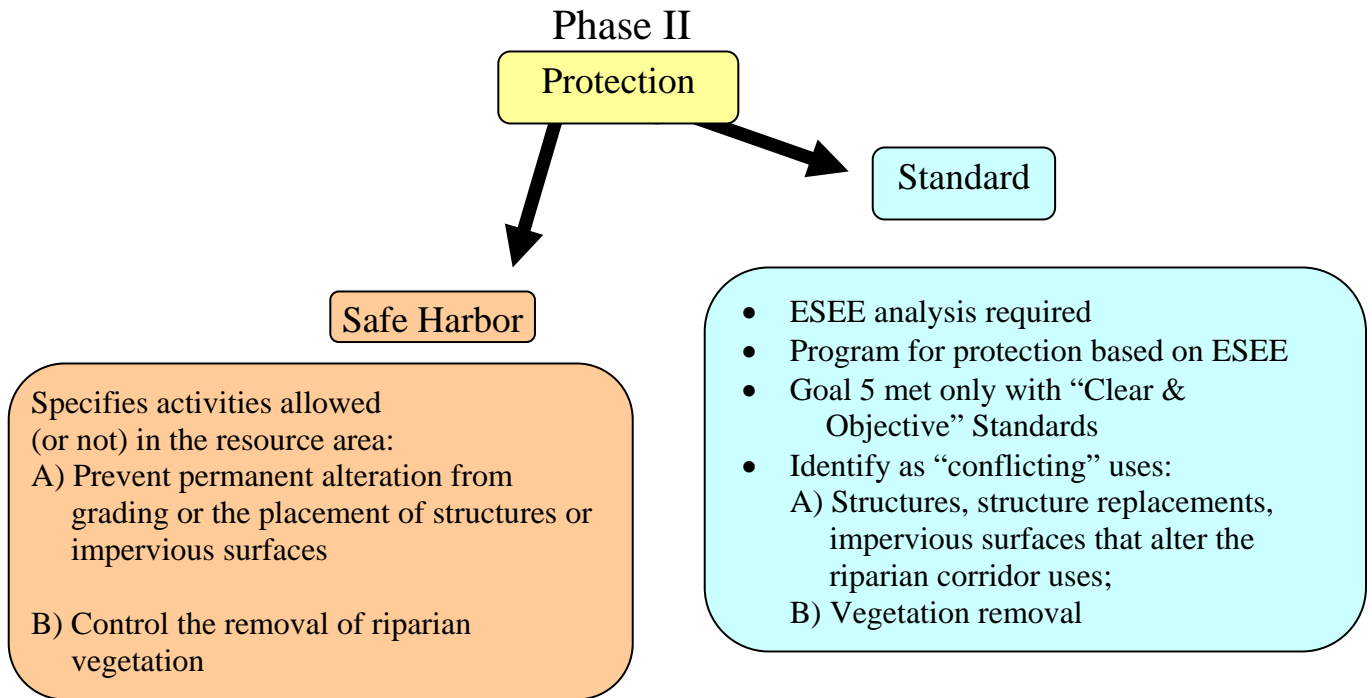 Phase II
Protection
Standard
Safe Harbor
Specifies activities allowed
(or not) in the resource area:
A) Prevent permanent alteration from
grading or the placement of structures or
impervious surfaces
B) Control the removal of riparian
vegetation
• ESEE analysis required
• Program for protection based on ESEE
• Goal 5 met only with “Clear &
Objective” Standards
• Identify as “conflicting” uses:
A) Structures, structure replacements,
impervious surfaces that alter the
riparian corridor uses;
B) Vegetation removal